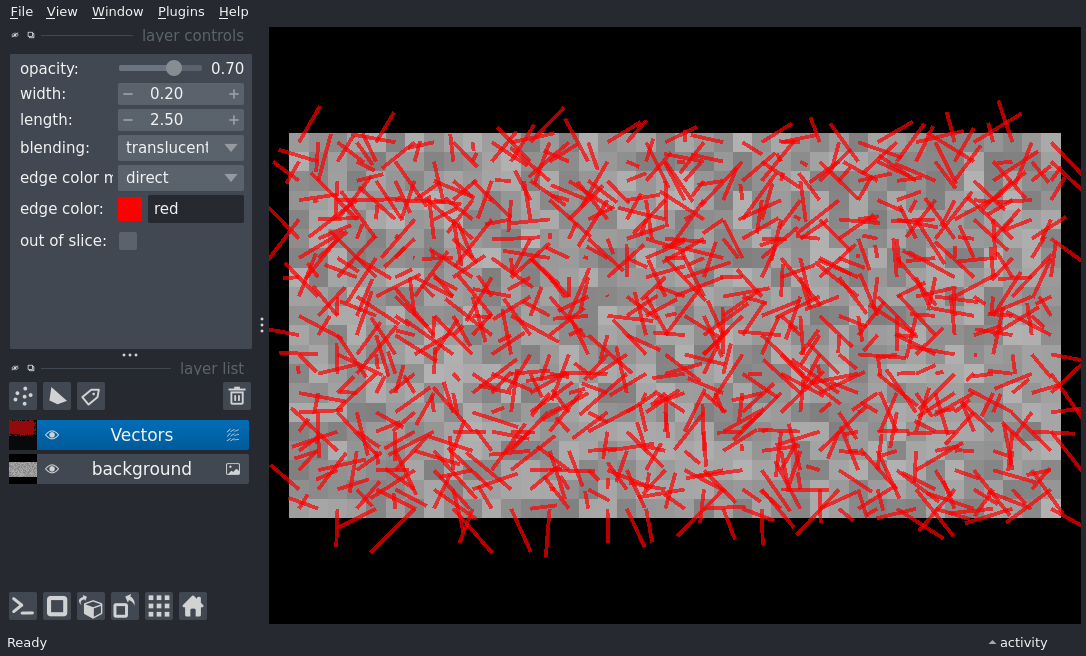 File View Window Plugins Help
layer controls
opacity: 0.70
width: − 0.20 +
length: − 2.50 +
blending: translucent
edge color m direct
edge color: red
out of slice:
layer list
Vectors
background
Ready
activity